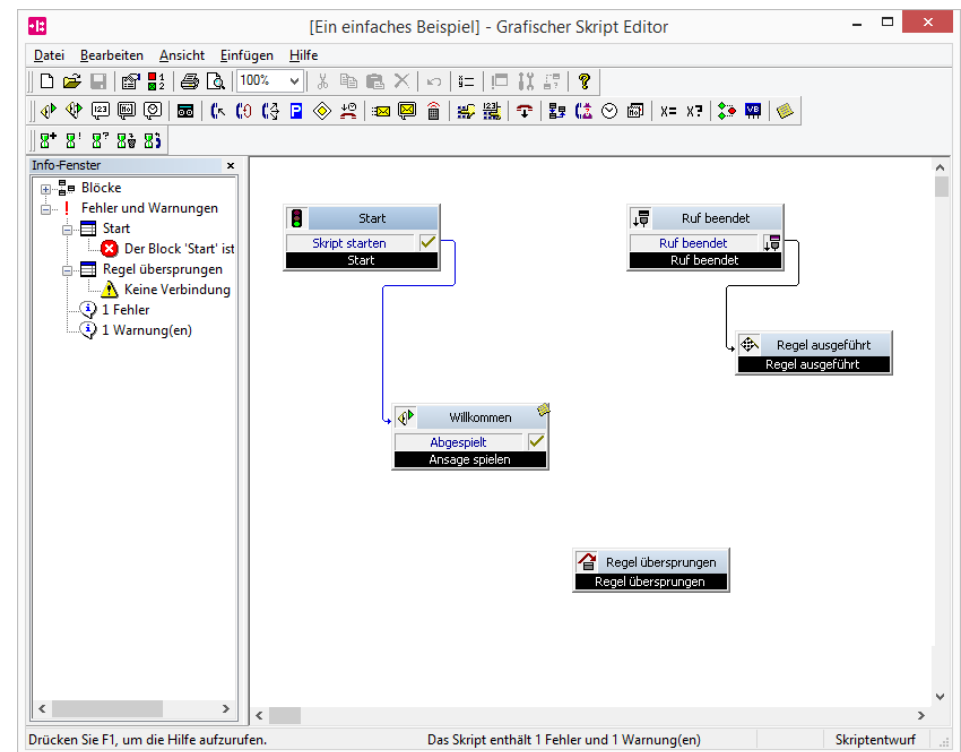 [Ein einfaches Beispiel] - Grafischer Skript Editor
Datei Bearbeiten Ansicht Einfügen Hilfe
100%
Info-Fenster
Blöcke
Fehler und Warnungen
Start
Der Block 'Start' ist
Regel übersprungen
Keine Verbindung
1 Fehler
1 Warnung(en)
Start
Skript starten
Start
Ruf beendet
Ruf beendet
Ruf beendet
Regel ausgeführt
Regel ausgeführt
Willkommen
Abgespielt
Ansage spielen
Regel übersprungen
Regel übersprungen
Drücken Sie F1, um die Hilfe aufzurufen. Das Skript enthält 1 Fehler und 1 Warnung(en) Skriptentwurf